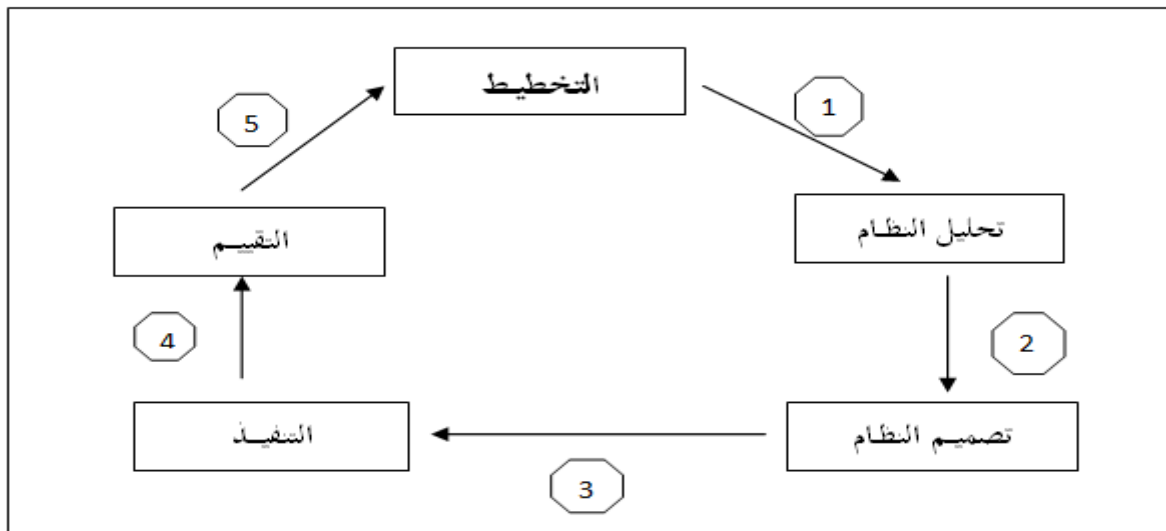 التخطيط
1
تحليل النظام
2
تصميم النظام
3
التنفيذ
4
التقييم
5